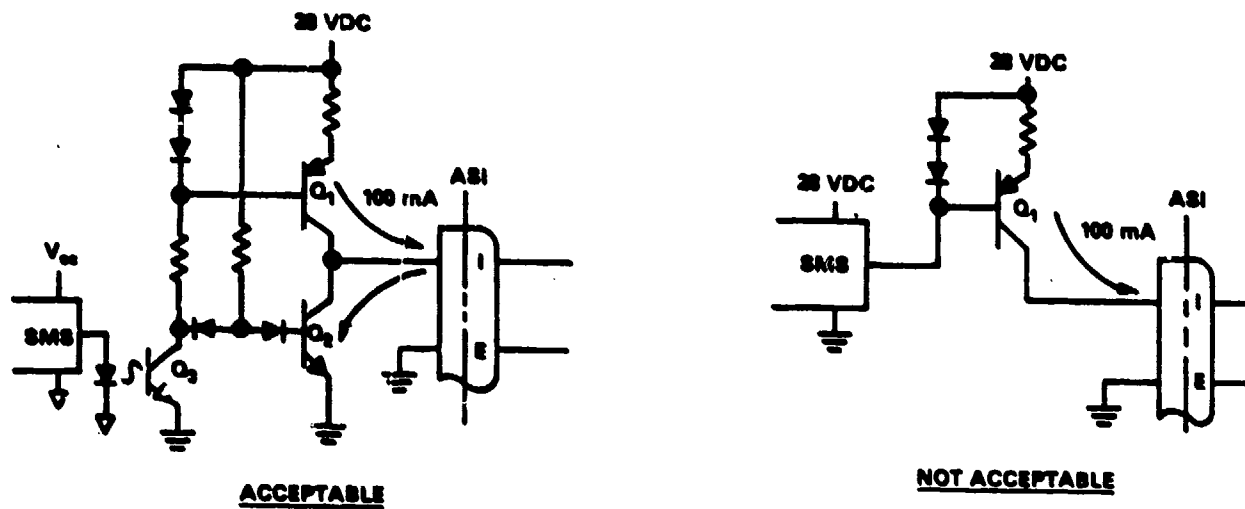 28 VDC
Q1
100 mA
ASI
I
Vcc
SMS
Q2
E
Q3
ACCEPTABLE
28 VDC
28 VDC
Q1
ASI
100 mA
SMS
I
E
NOT ACCEPTABLE